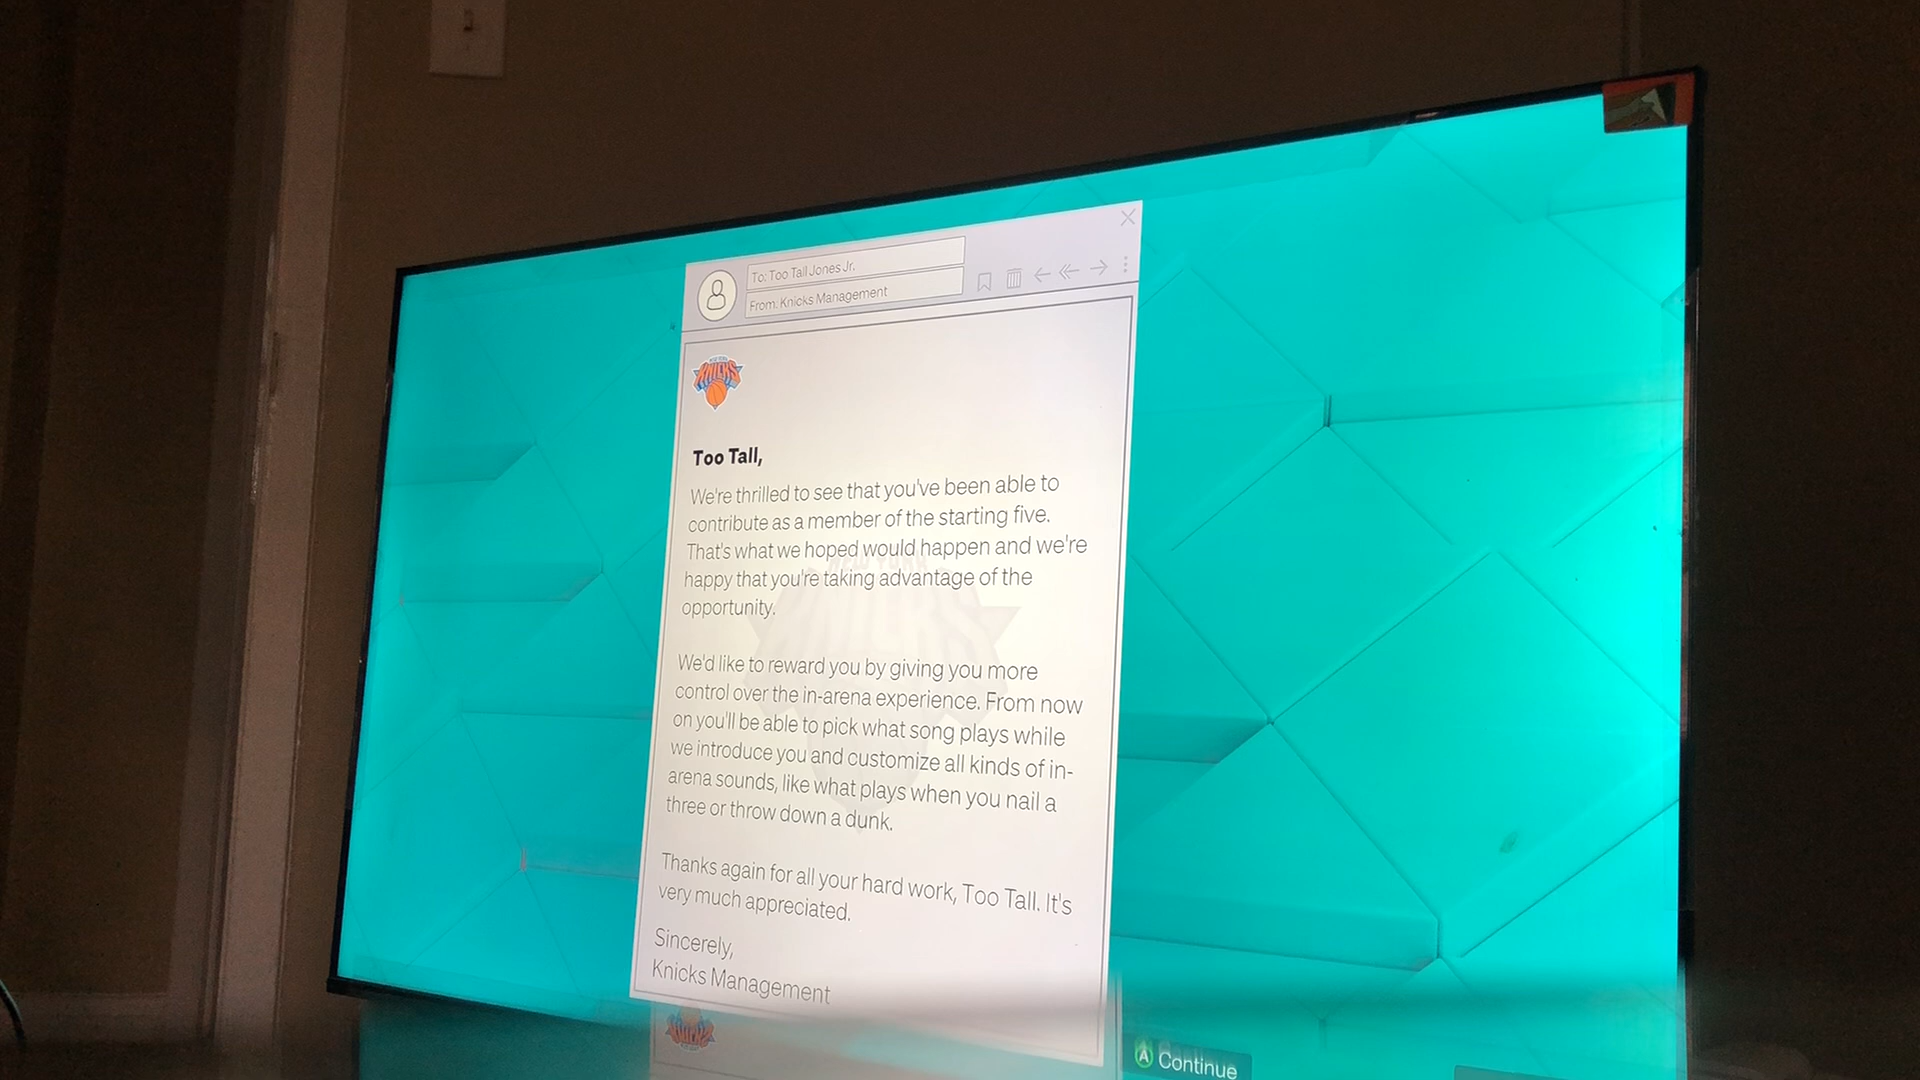 To: Too Tall Jones Jr.
From: Knicks Management
NEW YORK
KNICKS
Too Tall,
We're thrilled to see that you've been able to
contribute as a member of the starting five.
That's what we hoped would happen and we're
happy that you're taking advantage of the
opportunity.
We'd like to reward you by giving you more
control over the in-arena experience. From now
on you'll be able to pick what song plays while
we introduce you and customize all kinds of in-
arena sounds, like what plays when you nail a
three or throw down a dunk.
Thanks again for all your hard work, Too Tall. It's
very much appreciated.
Sincerely,
Knicks Management
KNICKS
A Continue